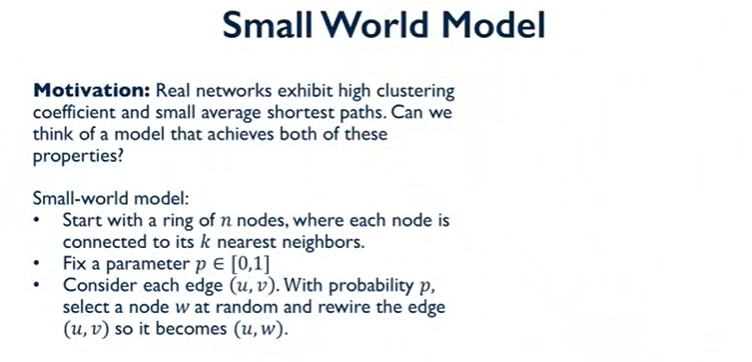 Small World Model
Motivation: Real networks exhibit high clustering
coefficient and small average shortest paths. Can we
think of a model that achieves both of these
properties?
Small-world model:
• Start with a ring of n nodes, where each node is
connected to its k nearest neighbors.
• Fix a parameter p ∈ [0,1]
• Consider each edge (u, v). With probability p,
select a node w at random and rewire the edge
(u, v) so it becomes (u, w).